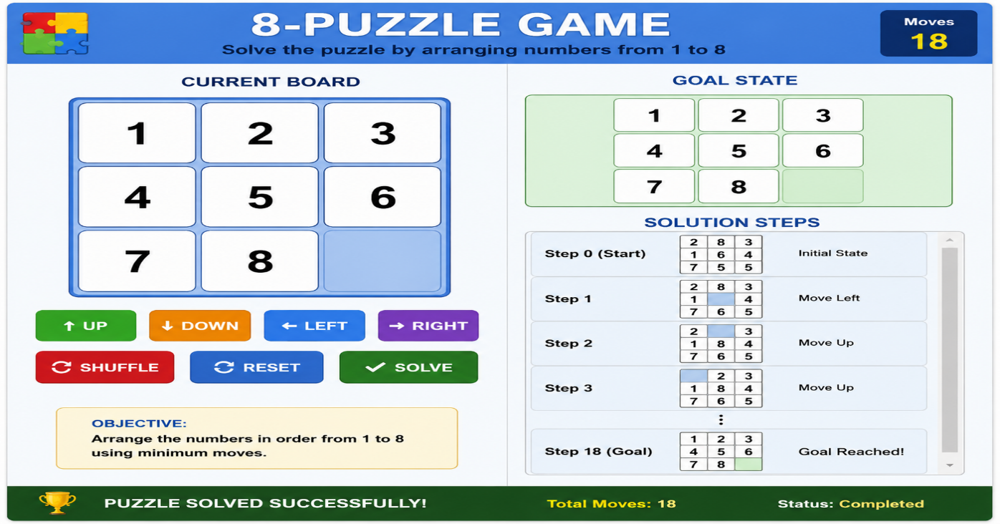 8-PUZZLE GAME
Solve the puzzle by arranging numbers from 1 to 8
Moves
18
CURRENT BOARD
1 2 3
4 5 6
7 8
↑ UP ↓ DOWN ← LEFT → RIGHT
SHUFFLE RESET SOLVE
OBJECTIVE:
Arrange the numbers in order from 1 to 8
using minimum moves.
GOAL STATE
1 2 3
4 5 6
7 8
SOLUTION STEPS
Step 0 (Start)
2 8 3
1 6 4
7 5 5
Initial State
Step 1
2 8 3
1 4
7 6 5
Move Left
Step 2
2 3
1 8 4
7 6 5
Move Up
Step 3
2 3
1 8 4
7 6 5
Move Up
⋮
Step 18 (Goal)
1 2 3
4 5 6
7 8
Goal Reached!
PUZZLE SOLVED SUCCESSFULLY!
Total Moves: 18
Status: Completed